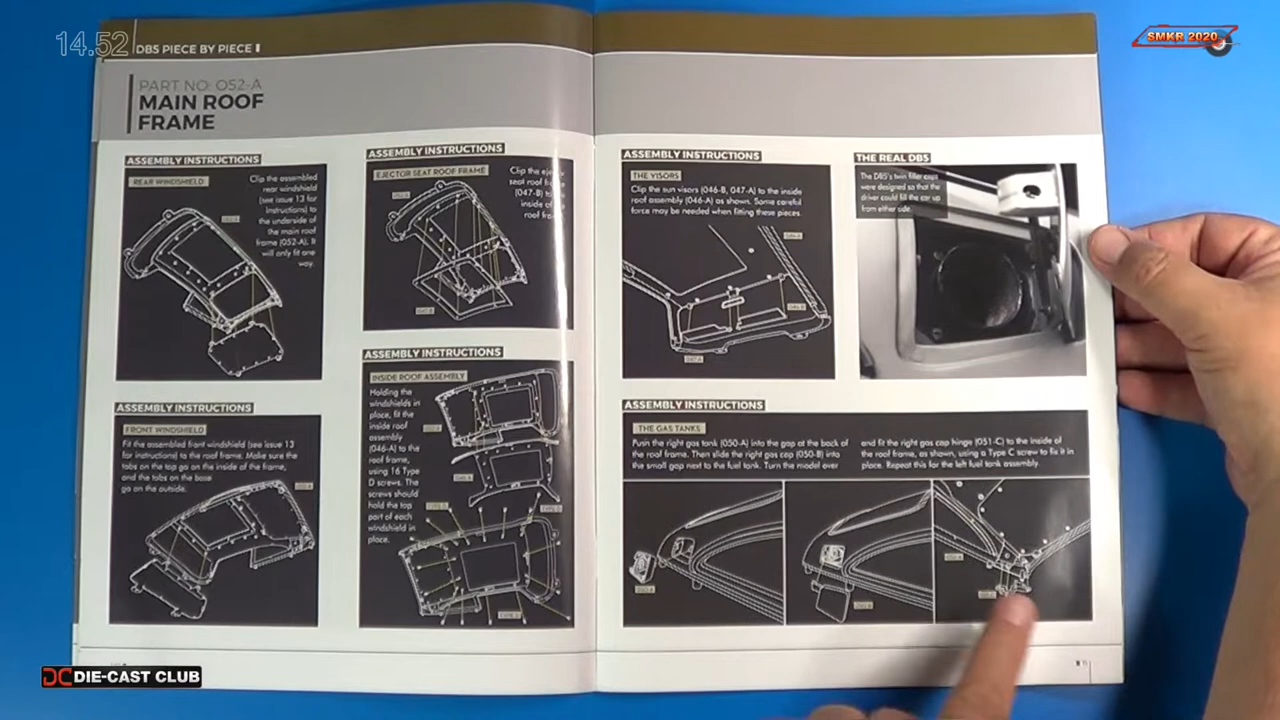 14.52
SMKR 2020
DB5 PIECE BY PIECE
PART NO: 052-A
MAIN ROOF
FRAME
ASSEMBLY INSTRUCTIONS
REAR WINDSHIELD
Clip the assembled
rear windshield
(see issue 13 for
instructions) to
the underside of
the main roof
frame (052-A). It
will only fit one
way.
ASSEMBLY INSTRUCTIONS
FRONT WINDSHIELD
Fit the assembled front windshield (see issue 13
for instructions) to the roof frame. Make sure the
tabs on the top go on the inside of the frame,
and the tabs on the base
go on the outside.
ASSEMBLY INSTRUCTIONS
EJECTOR SEAT ROOF FRAME
Clip the
seat roof
(047-B) to
inside of
roof
ASSEMBLY INSTRUCTIONS
INSIDE ROOF ASSEMBLY
Holding the
windshields in
place, fit the
inside roof
assembly
(046-A) to the
roof frame,
using 16 Type
D screws. The
screws should
hold the top
part of each
windshield in
place.
ASSEMBLY INSTRUCTIONS
THE VISORS
Clip the sun visors (046-B, 047-A) to the inside
roof assembly (046-A) as shown. Some careful
force may be needed when fitting these pieces.
THE REAL DB5
The DB5's twin filler caps
were designed so that the
driver could fill the car up
from either side.
ASSEMBLY INSTRUCTIONS
THE GAS TANKS
Push the right gas tank (050-A) into the gap at the back of
the roof frame. Then slide the right gas cap (050-B) into
the small gap next to the fuel tank. Turn the model over
and fit the right gas cap hinge (051-C) to the inside of
the roof frame, as shown, using a Type C screw to fix it in
place. Repeat this for the left fuel tank assembly.
DC DIE-CAST CLUB